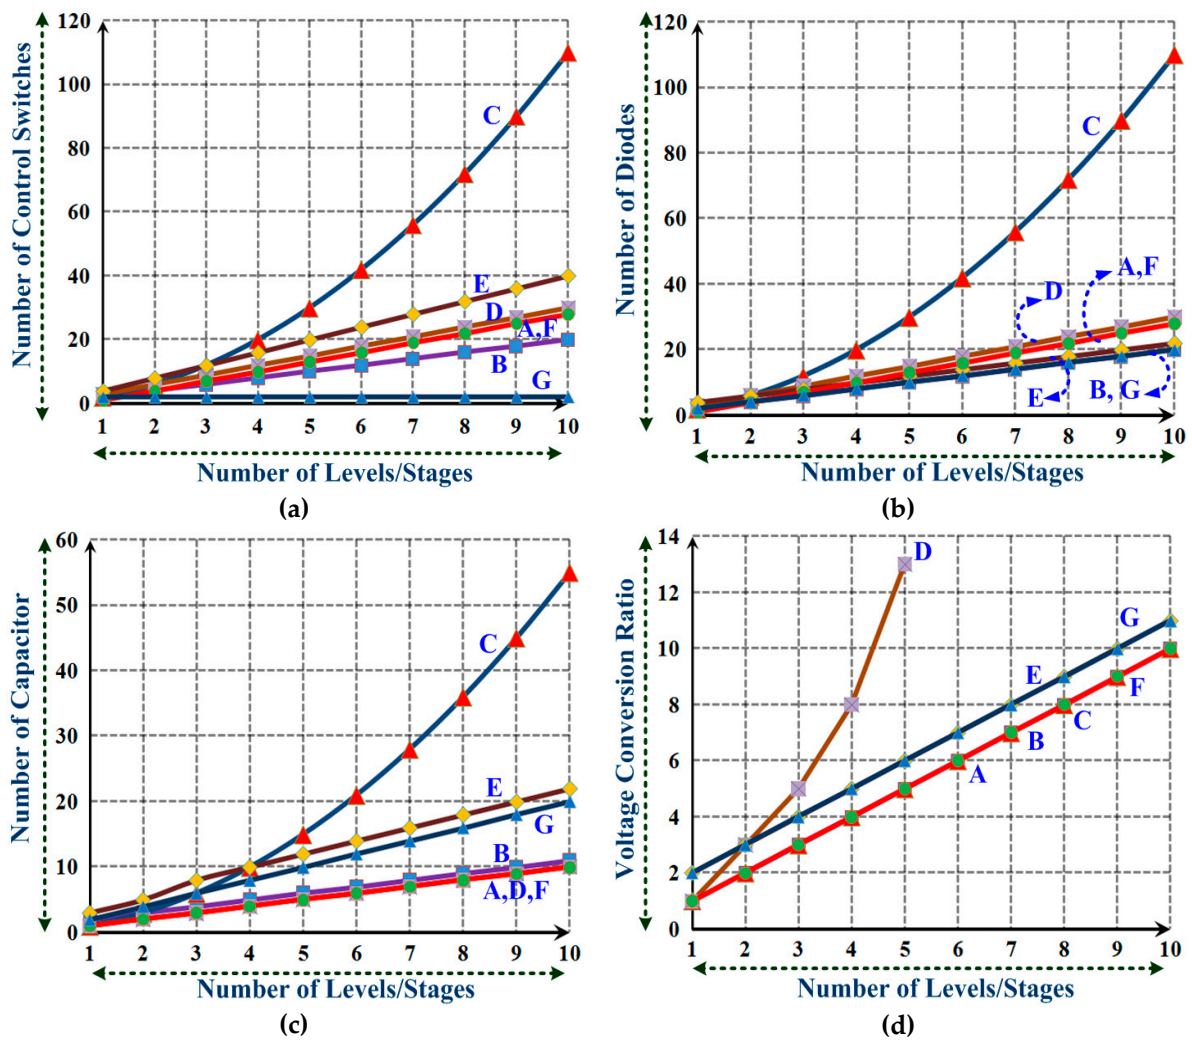 Number of Control Switches
120
100
80
60
40
20
0
C
E
D
A,F
B
G
1 2 3 4 5 6 7 8 9 10
Number of Levels/Stages
(a)
Number of Diodes
120
100
80
60
40
20
0
C
A,F
D
E
B, G
1 2 3 4 5 6 7 8 9 10
Number of Levels/Stages
(b)
Number of Capacitor
60
50
40
30
20
10
0
C
E
G
B
A,D,F
1 2 3 4 5 6 7 8 9 10
Number of Levels/Stages
(c)
Voltage Conversion Ratio
14
12
10
8
6
4
2
0
D
G
E
F
C
B
A
1 2 3 4 5 6 7 8 9 10
Number of Levels/Stages
(d)